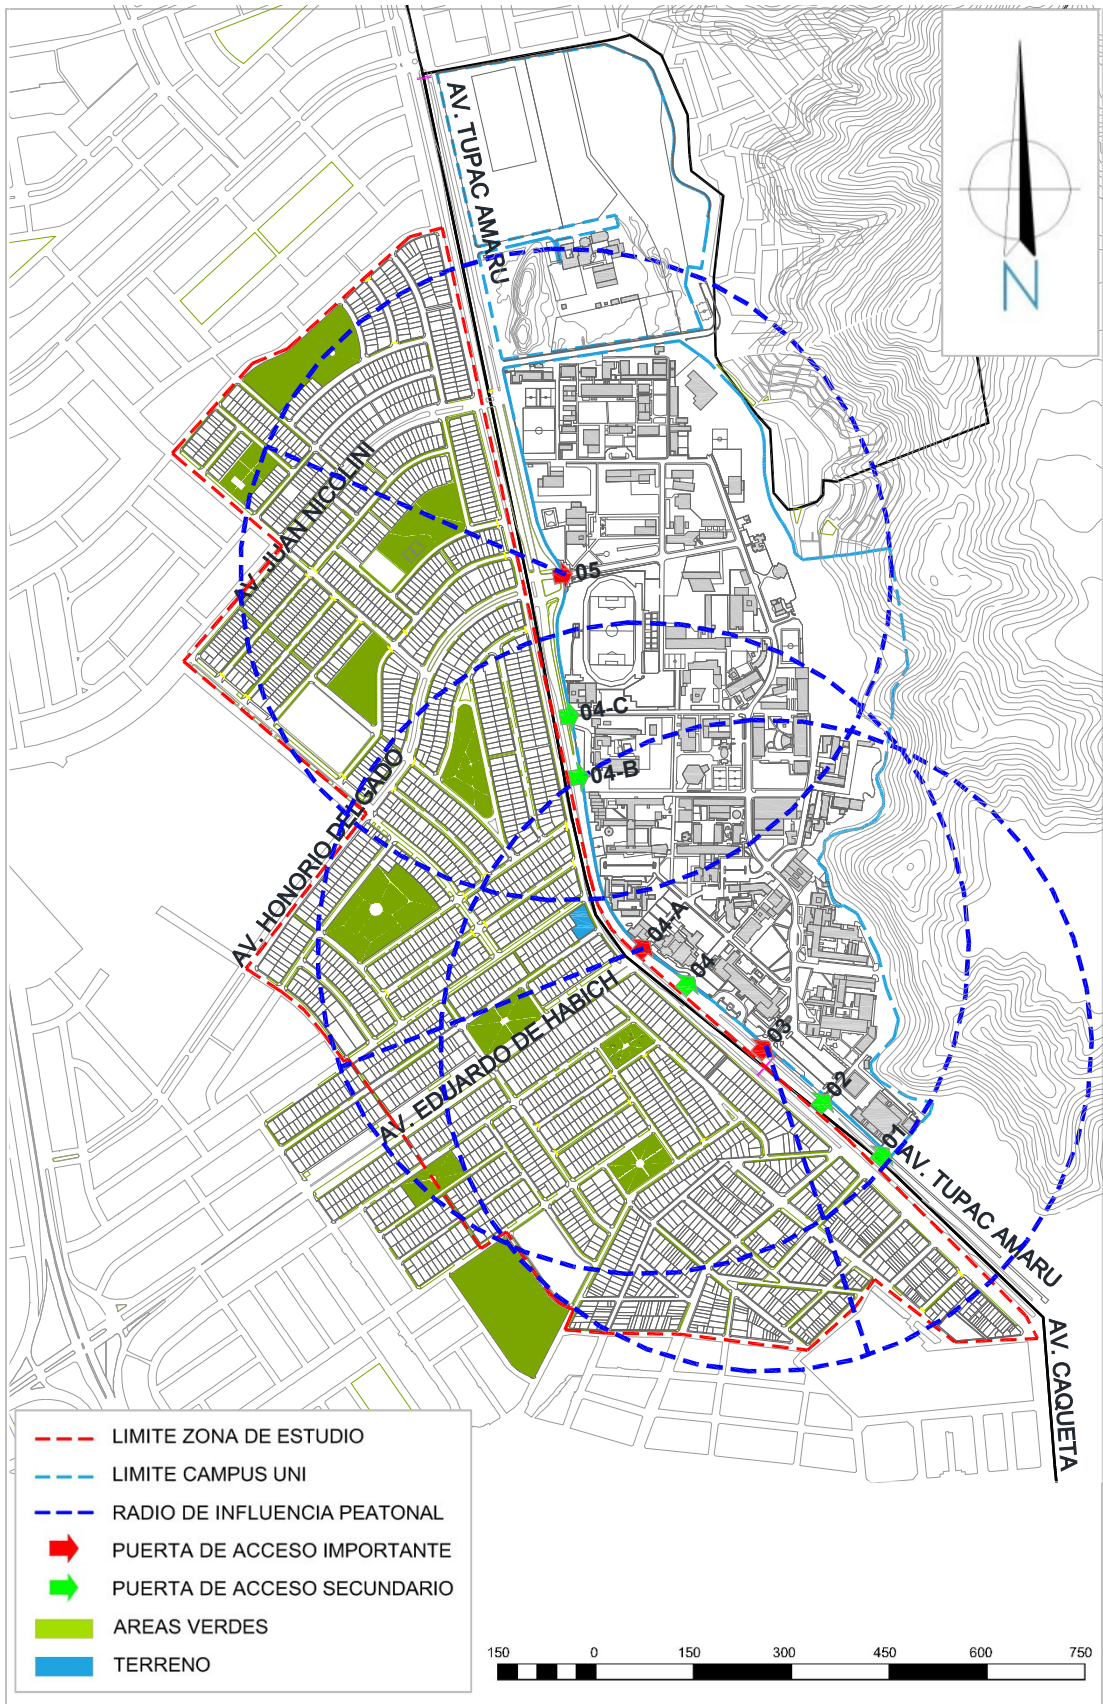 AV. TUPAC AMARU
N
AV. JUAN NICOLINI
05
04-C
04-B
AV. HONORIO DELGADO
04-A
04
03
02
01
AV. EDUARDO DE HABICH
AV. TUPAC AMARU
AV. CAQUETA
LIMITE ZONA DE ESTUDIO
LIMITE CAMPUS UNI
RADIO DE INFLUENCIA PEATONAL
PUERTA DE ACCESO IMPORTANTE
PUERTA DE ACCESO SECUNDARIO
AREAS VERDES
TERRENO
150 0 150 300 450 600 750